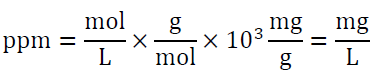 ppm = mol/L × g/mol × 10³ mg/g = mg/L